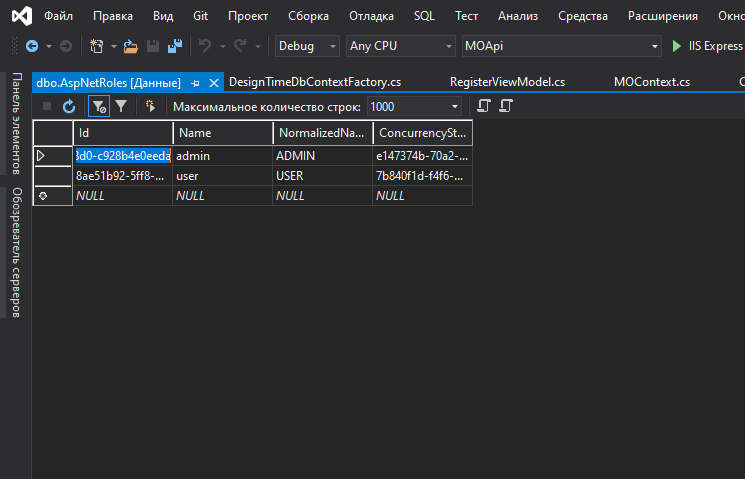 Файл Правка Вид Git Проект Сборка Отладка SQL Тест Анализ Средства Расширения Окно
Debug Any CPU MOApi IIS Express
dbo.AspNetRoles [Данные] DesignTimeDbContextFactory.cs RegisterViewModel.cs MOContext.cs
Максимальное количество строк: 1000
Id Name NormalizedNa... ConcurrencySt...
3d0-c928b4e0eeda admin ADMIN e147374b-70a2-...
8ae51b92-5ff8-... user USER 7b840f1d-f4f6-...
NULL NULL NULL NULL
Панель элементов
Обозреватель серверов